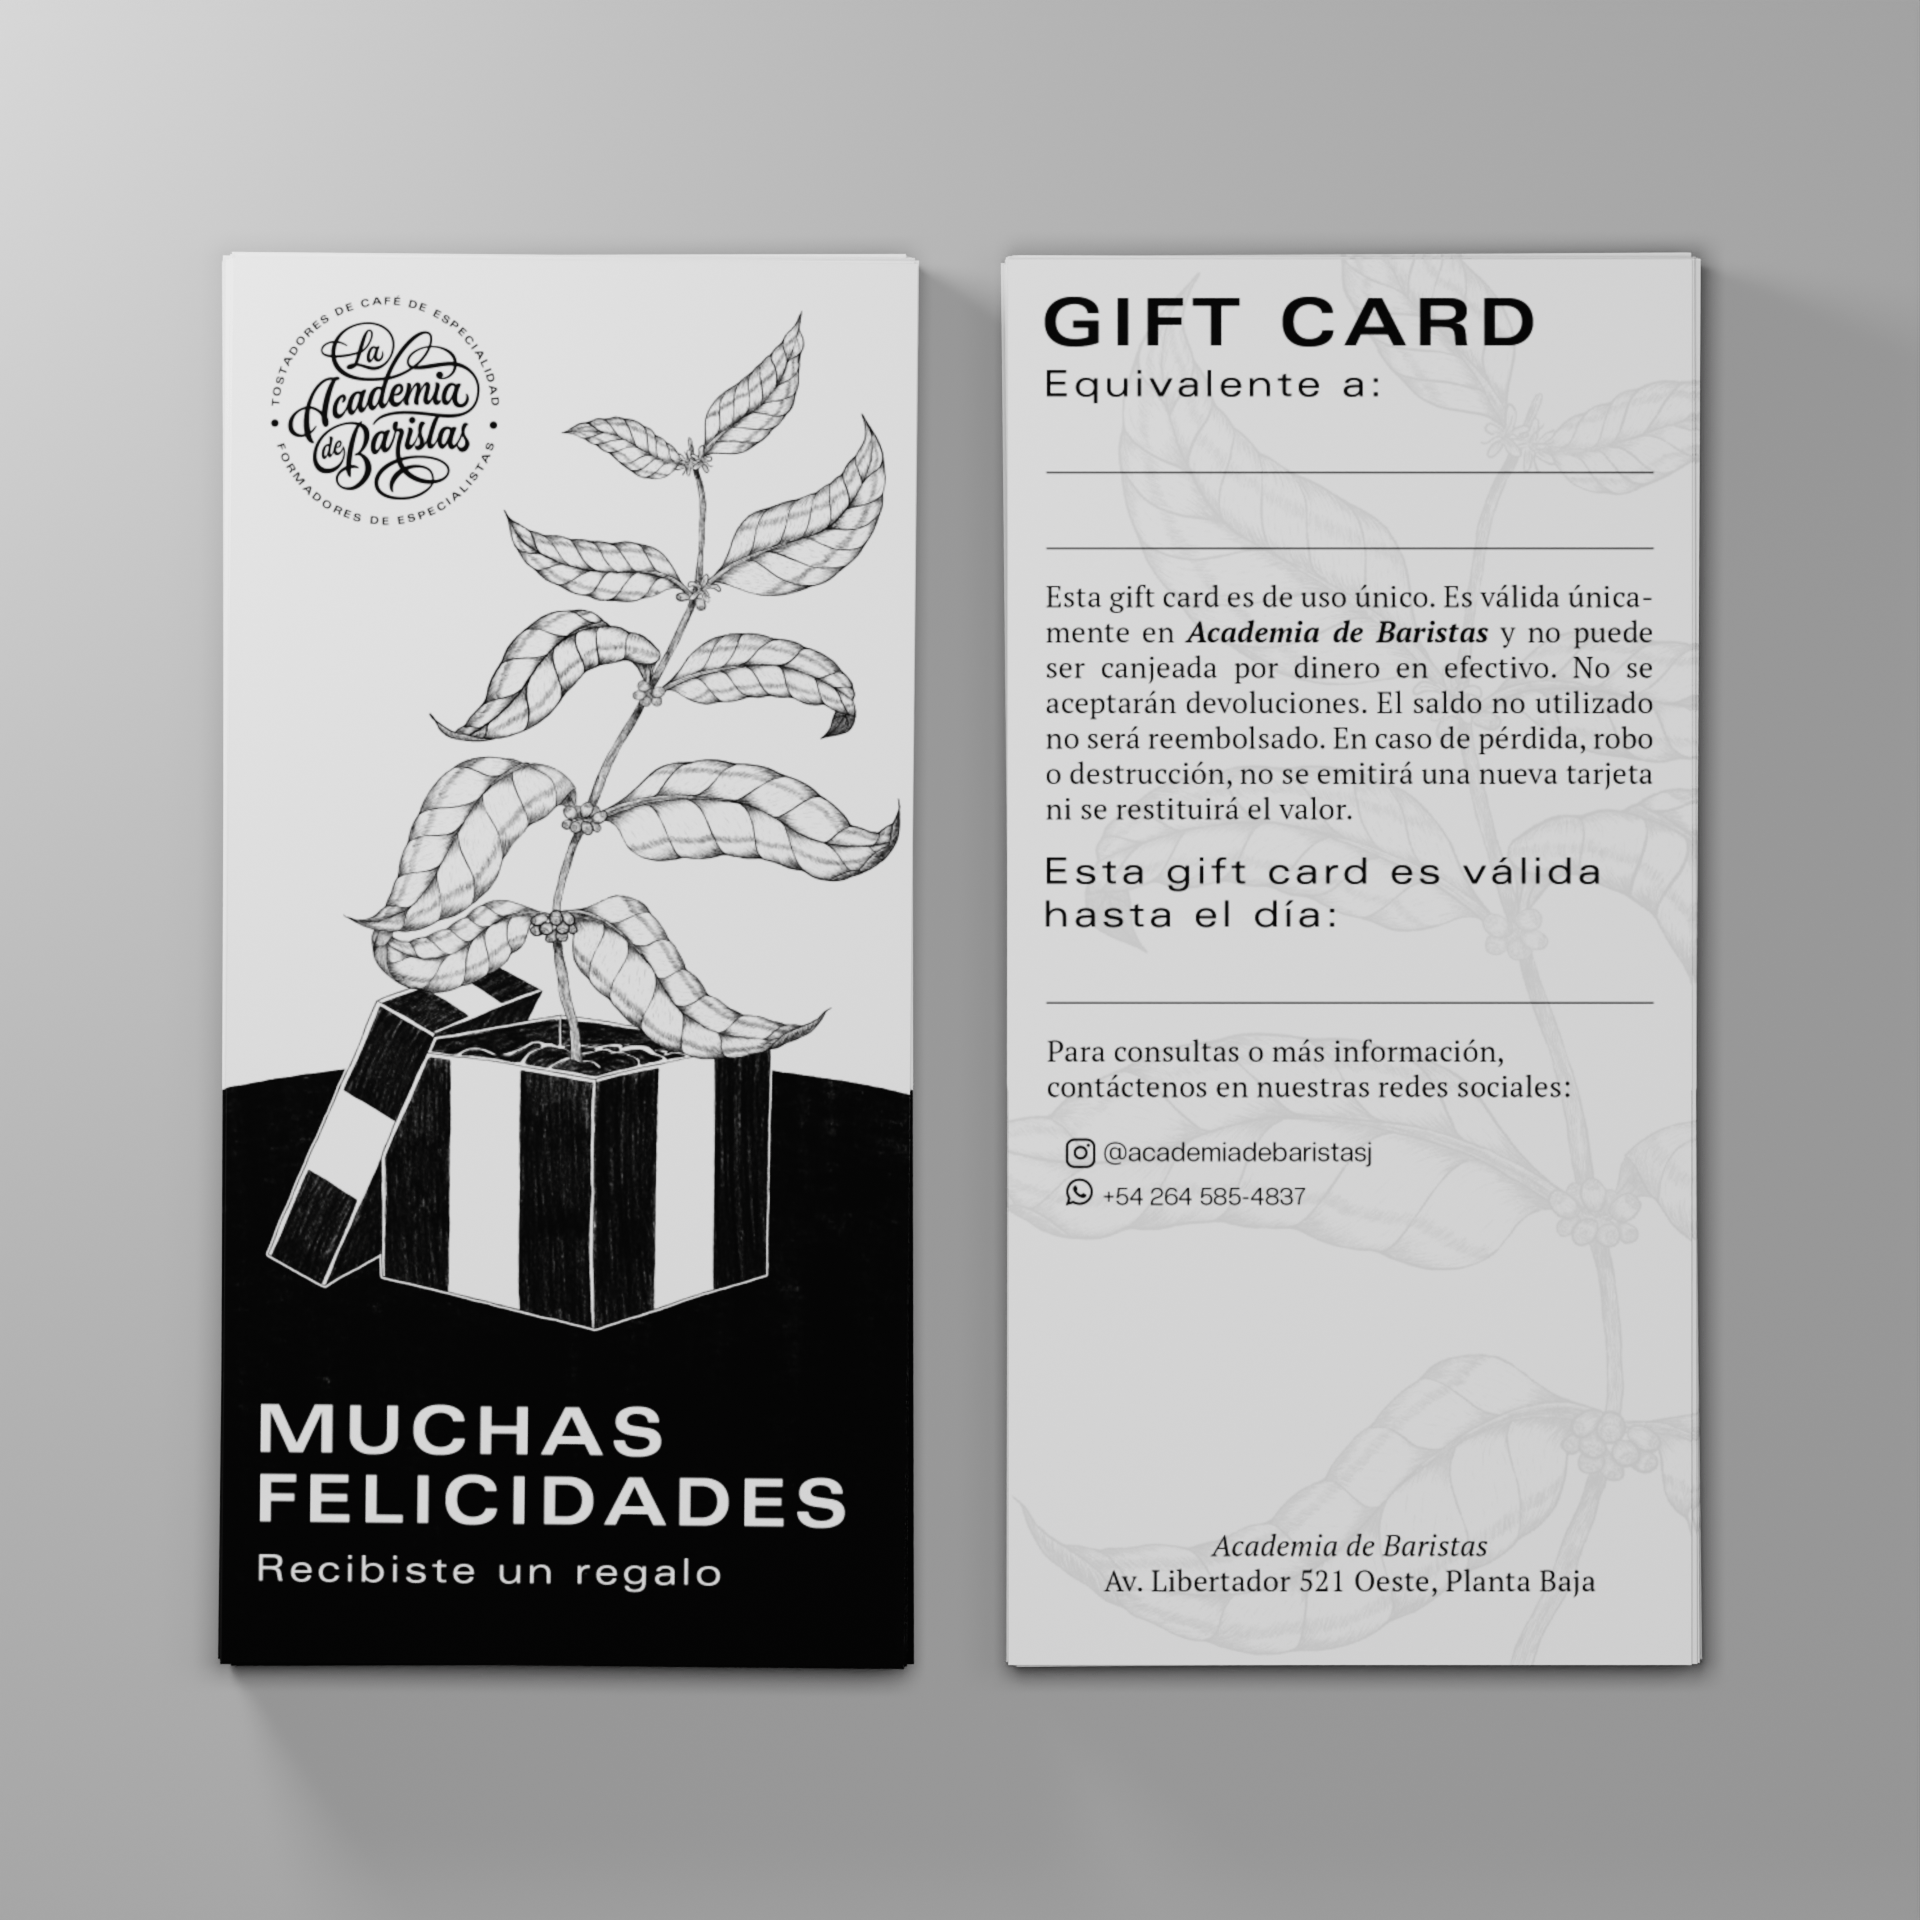 TOSTADORES DE CAFÉ DE ESPECIALIDAD
La
Academia
de Baristas
FORMADORES DE ESPECIALISTAS
MUCHAS
FELICIDADES
Recibiste un regalo
GIFT CARD
Equivalente a:
Esta gift card es de uso único. Es válida única-
mente en Academia de Baristas y no puede
ser canjeada por dinero en efectivo. No se
aceptarán devoluciones. El saldo no utilizado
no será reembolsado. En caso de pérdida, robo
o destrucción, no se emitirá una nueva tarjeta
ni se restituirá el valor.
Esta gift card es válida
hasta el día:
Para consultas o más información,
contáctenos en nuestras redes sociales:
@academiadebaristasj
+54 264 585-4837
Academia de Baristas
Av. Libertador 521 Oeste, Planta Baja